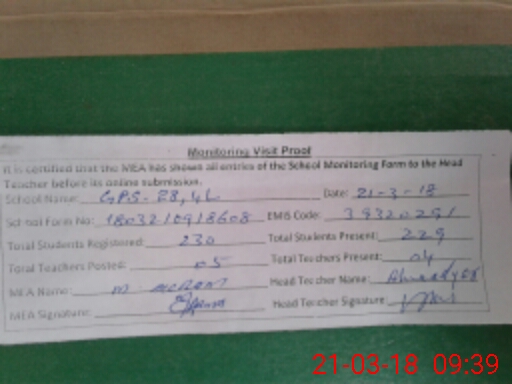 Monitoring Visit Proof
It is certified that the MEA has shown all entries of the School Monitoring Form to the Head
Teacher before its online submission.
School Name: GPS - 28, 4L Date: 21-3-18
School Form No: 1803210918608 EMIS Code: 39320291
Total Students Registered: 230 Total Students Present: 229
Total Teachers Posted: 05 Total Teachers Present: 04
MEA Name: M. AKRAM Head Teacher Name:
MEA Signature: Head Teacher Signature
21-03-18 09:39